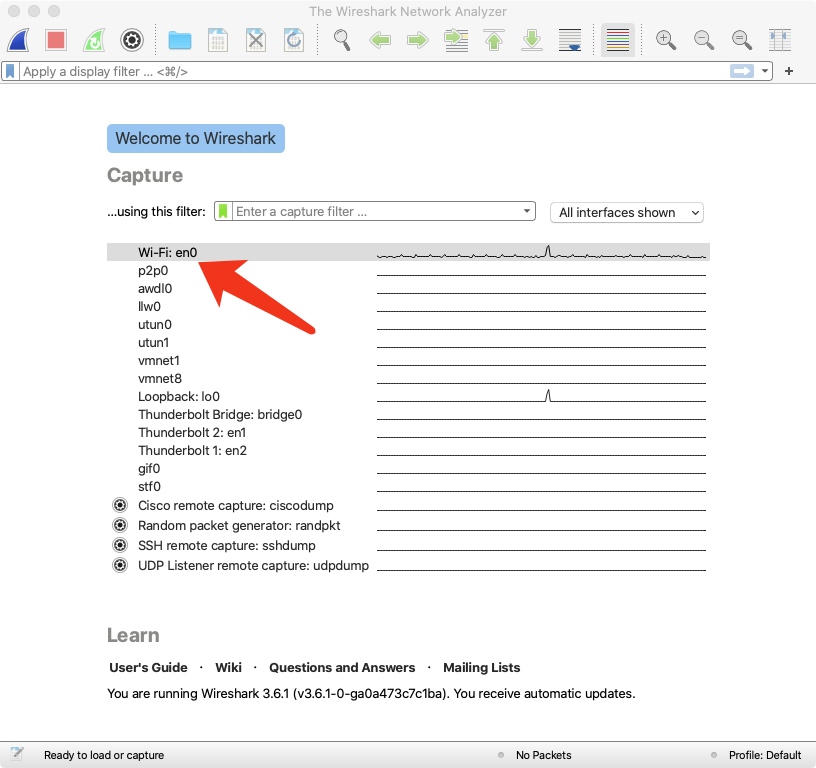 The Wireshark Network Analyzer
Apply a display filter ... <⌘/>
Welcome to Wireshark
Capture
...using this filter: Enter a capture filter ... All interfaces shown
Wi-Fi: en0
p2p0
awdl0
llw0
utun0
utun1
vmnet1
vmnet8
Loopback: lo0
Thunderbolt Bridge: bridge0
Thunderbolt 2: en1
Thunderbolt 1: en2
gif0
stf0
Cisco remote capture: ciscodump
Random packet generator: randpkt
SSH remote capture: sshdump
UDP Listener remote capture: udpdump
Learn
User's Guide · Wiki · Questions and Answers · Mailing Lists
You are running Wireshark 3.6.1 (v3.6.1-0-ga0a473c7c1ba). You receive automatic updates.
Ready to load or capture No Packets Profile: Default